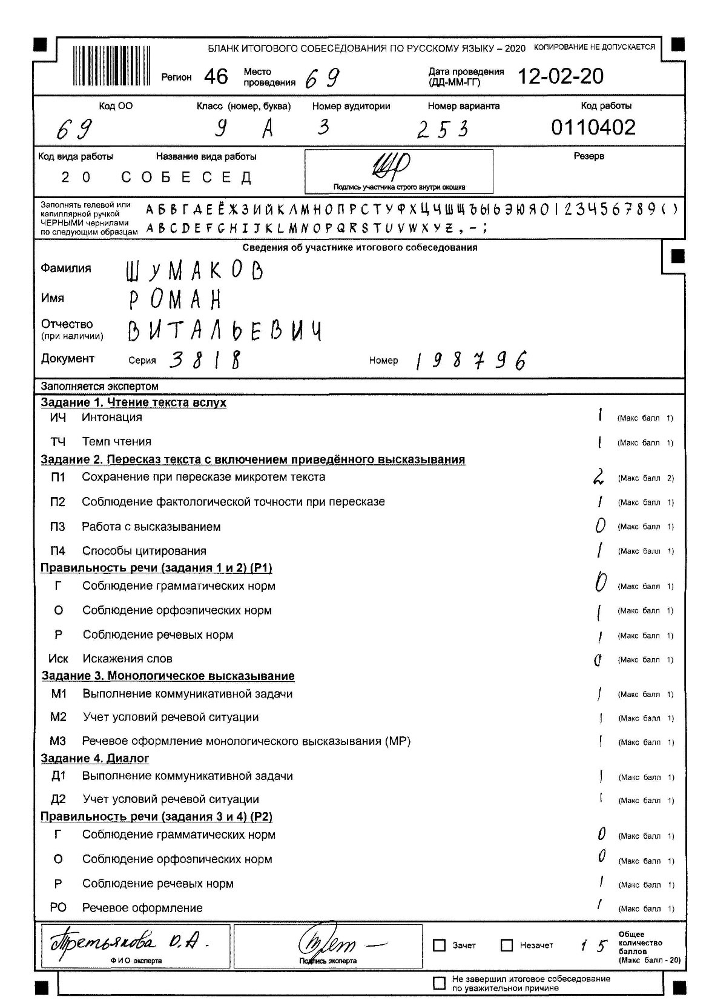 БЛАНК ИТОГОВОГО СОБЕСЕДОВАНИЯ ПО РУССКОМУ ЯЗЫКУ – 2020 КОПИРОВАНИЕ НЕ ДОПУСКАЕТСЯ
Регион 46 Место проведения 69 Дата проведения (ДД-ММ-ГГ) 12-02-20
Код ОО Класс (номер, буква) Номер аудитории Номер варианта Код работы
69 9 А 3 253 0110402
Код вида работы Название вида работы Резерв
20 СОБЕСЕД
Подпись участника строго внутри окошка
Заполнять гелевой или
капиллярной ручкой
ЧЕРНЫМИ чернилами
по следующим образцам
А Б В Г Д Е Ё Ж З И Й К Л М Н О П Р С Т У Ф Х Ц Ч Ш Щ Ъ Ы Ь Э Ю Я 0 1 2 3 4 5 6 7 8 9 ( )
A B C D E F G H I J K L M N O P Q R S T U V W X Y Z , - ;
Сведения об участнике итогового собеседования
Фамилия ШУМАКОВ
Имя РОМАН
Отчество (при наличии) ВИТАЛЬЕВИЧ
Документ Серия 3818 Номер 198796
Заполняется экспертом
Задание 1. Чтение текста вслух
ИЧ Интонация 1 (Макс балл 1)
ТЧ Темп чтения 1 (Макс балл 1)
Задание 2. Пересказ текста с включением приведённого высказывания
П1 Сохранение при пересказе микротем текста 2 (Макс балл 2)
П2 Соблюдение фактологической точности при пересказе 1 (Макс балл 1)
П3 Работа с высказыванием 0 (Макс балл 1)
П4 Способы цитирования 1 (Макс балл 1)
Правильность речи (задания 1 и 2) (Р1)
Г Соблюдение грамматических норм 0 (Макс балл 1)
О Соблюдение орфоэпических норм 1 (Макс балл 1)
Р Соблюдение речевых норм 1 (Макс балл 1)
Иск Искажения слов 0 (Макс балл 1)
Задание 3. Монологическое высказывание
М1 Выполнение коммуникативной задачи 1 (Макс балл 1)
М2 Учет условий речевой ситуации 1 (Макс балл 1)
М3 Речевое оформление монологического высказывания (МР) 1 (Макс балл 1)
Задание 4. Диалог
Д1 Выполнение коммуникативной задачи 1 (Макс балл 1)
Д2 Учет условий речевой ситуации 1 (Макс балл 1)
Правильность речи (задания 3 и 4) (Р2)
Г Соблюдение грамматических норм 0 (Макс балл 1)
О Соблюдение орфоэпических норм 0 (Макс балл 1)
Р Соблюдение речевых норм 1 (Макс балл 1)
РО Речевое оформление 1 (Макс балл 1)
Третьякова О.А.
ФИО эксперта
Подпись эксперта
Зачет Незачет 15 Общее количество баллов (Макс балл - 20)
Не завершил итоговое собеседование
по уважительной причине